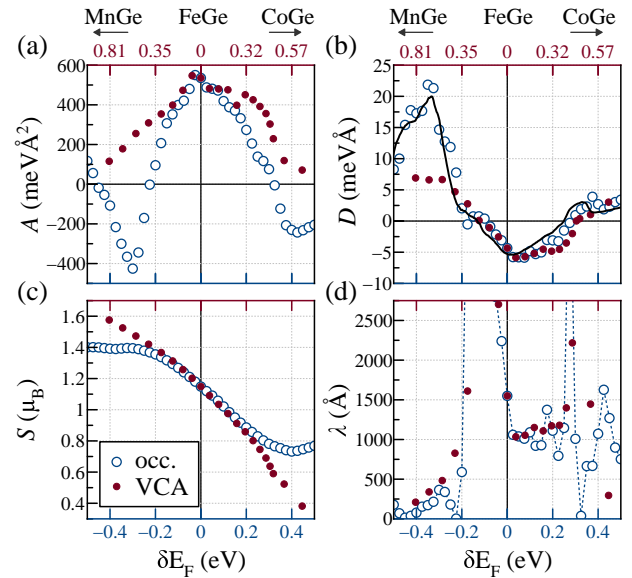 MnGe FeGe CoGe MnGe FeGe CoGe
(a) 0.81 0.35 0 0.32 0.57 (b) 0.81 0.35 0 0.32 0.57
600
400
200
0
−200
−400
A (meVÅ²)
25
20
15
10
5
0
−5
−10
D (meVÅ)
(c)
1.6
1.4
1.2
1
0.8
0.6
0.4
S (μ_B)
occ.
VCA
−0.4 −0.2 0 0.2 0.4
δE_F (eV)
(d)
2500
2000
1500
1000
500
0
λ (Å)
−0.4 −0.2 0 0.2 0.4
δE_F (eV)